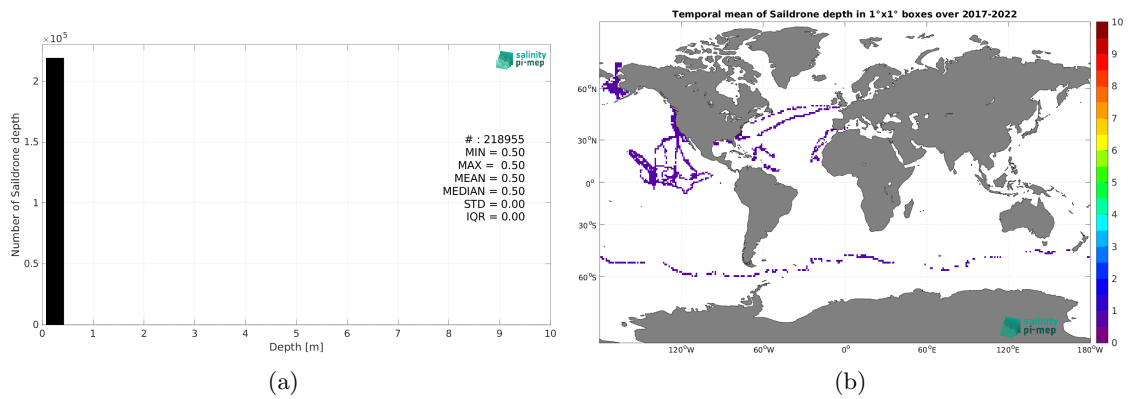 ×10⁵
2
1.5
1
0.5
0
Number of Saildrone depth
salinity
pi-mep
# : 218955
MIN = 0.50
MAX = 0.50
MEAN = 0.50
MEDIAN = 0.50
STD = 0.00
IQR = 0.00
0 1 2 3 4 5 6 7 8 9 10
Depth [m]
(a)
Temporal mean of Saildrone depth in 1°x1° boxes over 2017-2022
60°N
30°N
0°
30°S
60°S
120°W 60°W 0° 60°E 120°E 180°W
salinity
pi-mep
10
9
8
7
6
5
4
3
2
1
0
(b)